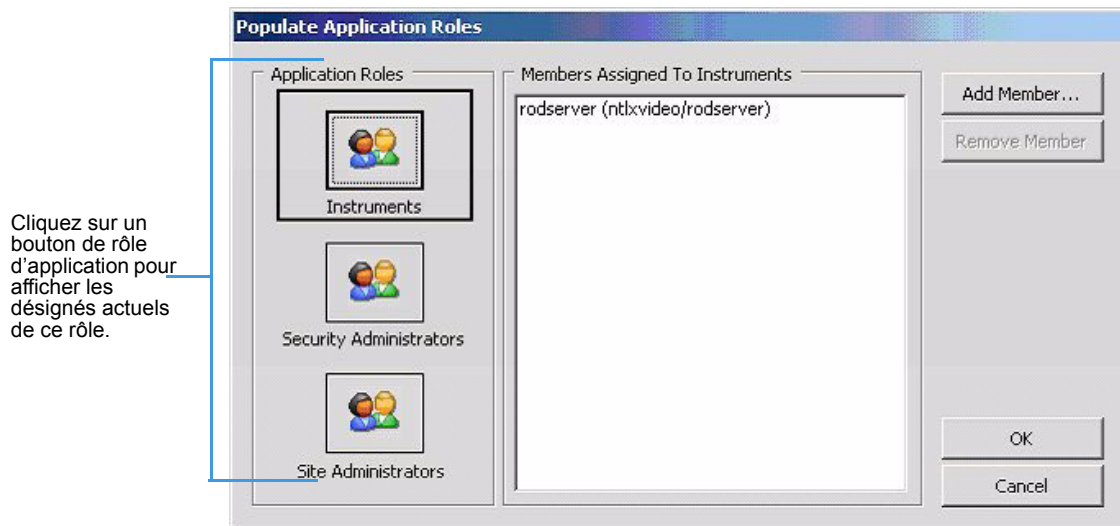 Populate Application Roles
Application Roles
Instruments
Security Administrators
Site Administrators
Members Assigned To Instruments
rodserver (ntlxvideo/rodserver)
Add Member...
Remove Member
OK
Cancel
Cliquez sur un
bouton de rôle
d'application pour
afficher les
désignés actuels
de ce rôle.